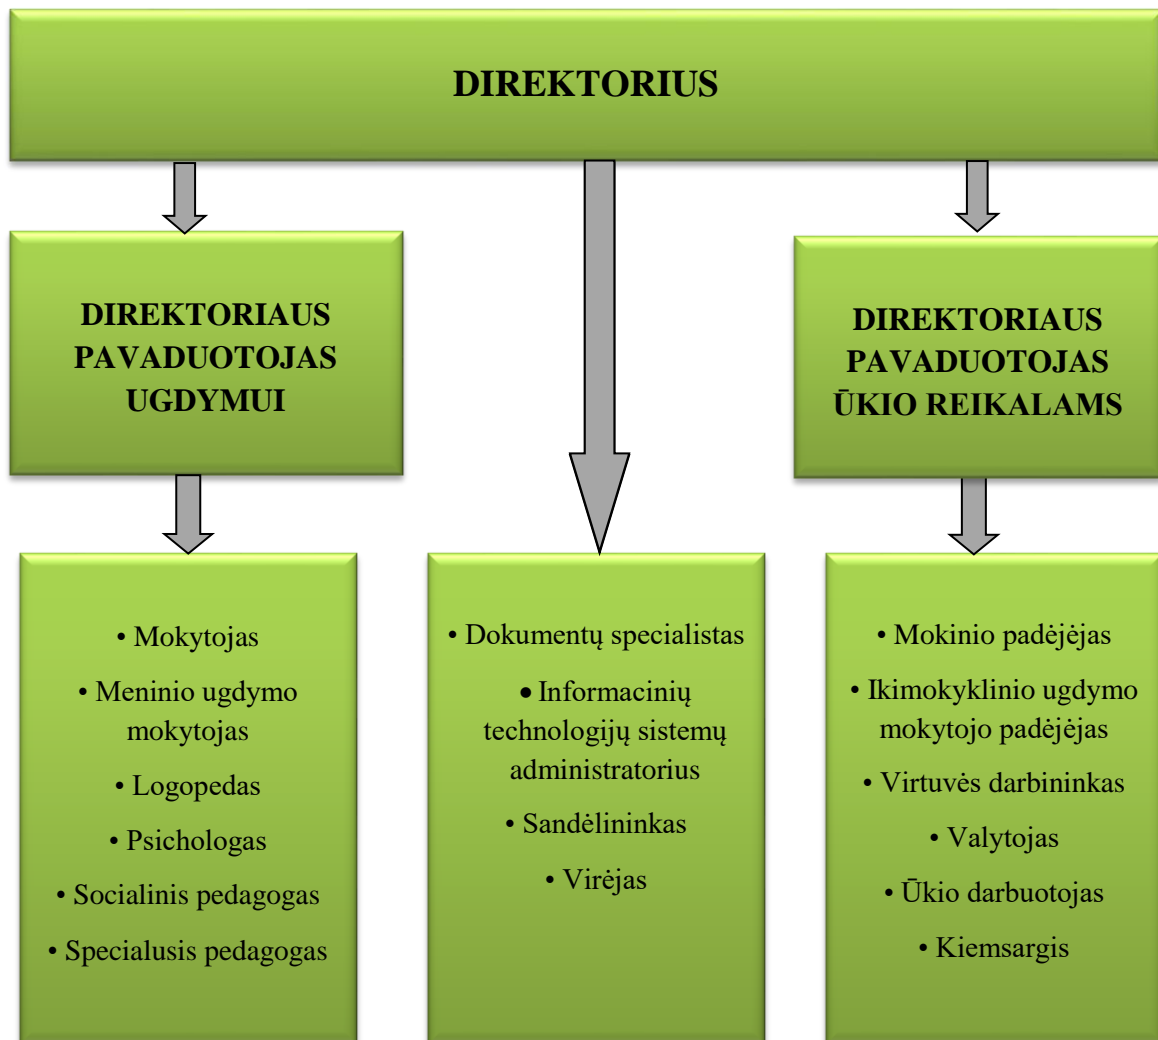 DIREKTORIUS
DIREKTORIAUS
PAVADUOTOJAS
UGDYMUI
DIREKTORIAUS
PAVADUOTOJAS
ŪKIO REIKALAMS
• Mokytojas
• Meninio ugdymo
mokytojas
• Logopedas
• Psichologas
• Socialinis pedagogas
• Specialusis pedagogas
• Dokumentų specialistas
• Informacinių
technologijų sistemų
administratorius
• Sandėlininkas
• Virėjas
• Mokinio padėjėjas
• Ikimokyklinio ugdymo
mokytojo padėjėjas
• Virtuvės darbininkas
• Valytojas
• Ūkio darbuotojas
• Kiemsargis